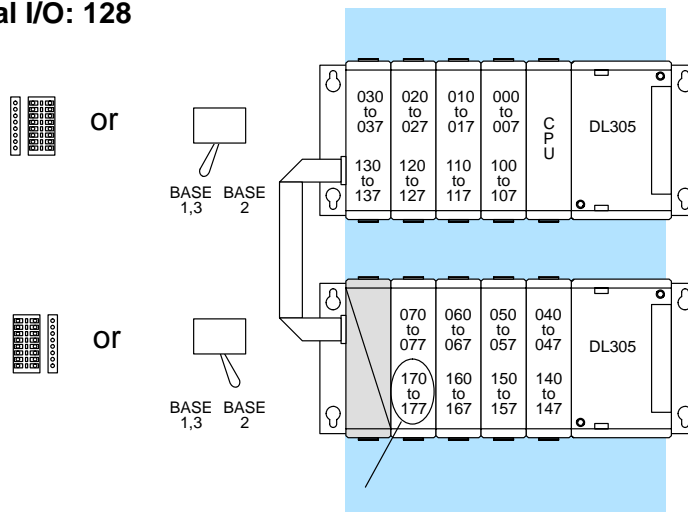 al I/O: 128
030 to 037
020 to 027
010 to 017
000 to 007
130 to 137
120 to 127
110 to 117
100 to 107
CPU
DL305
or
BASE 1,3
BASE 2
070 to 077
060 to 067
050 to 057
040 to 047
170 to 177
160 to 167
150 to 157
140 to 147
DL305
or
BASE 1,3
BASE 2